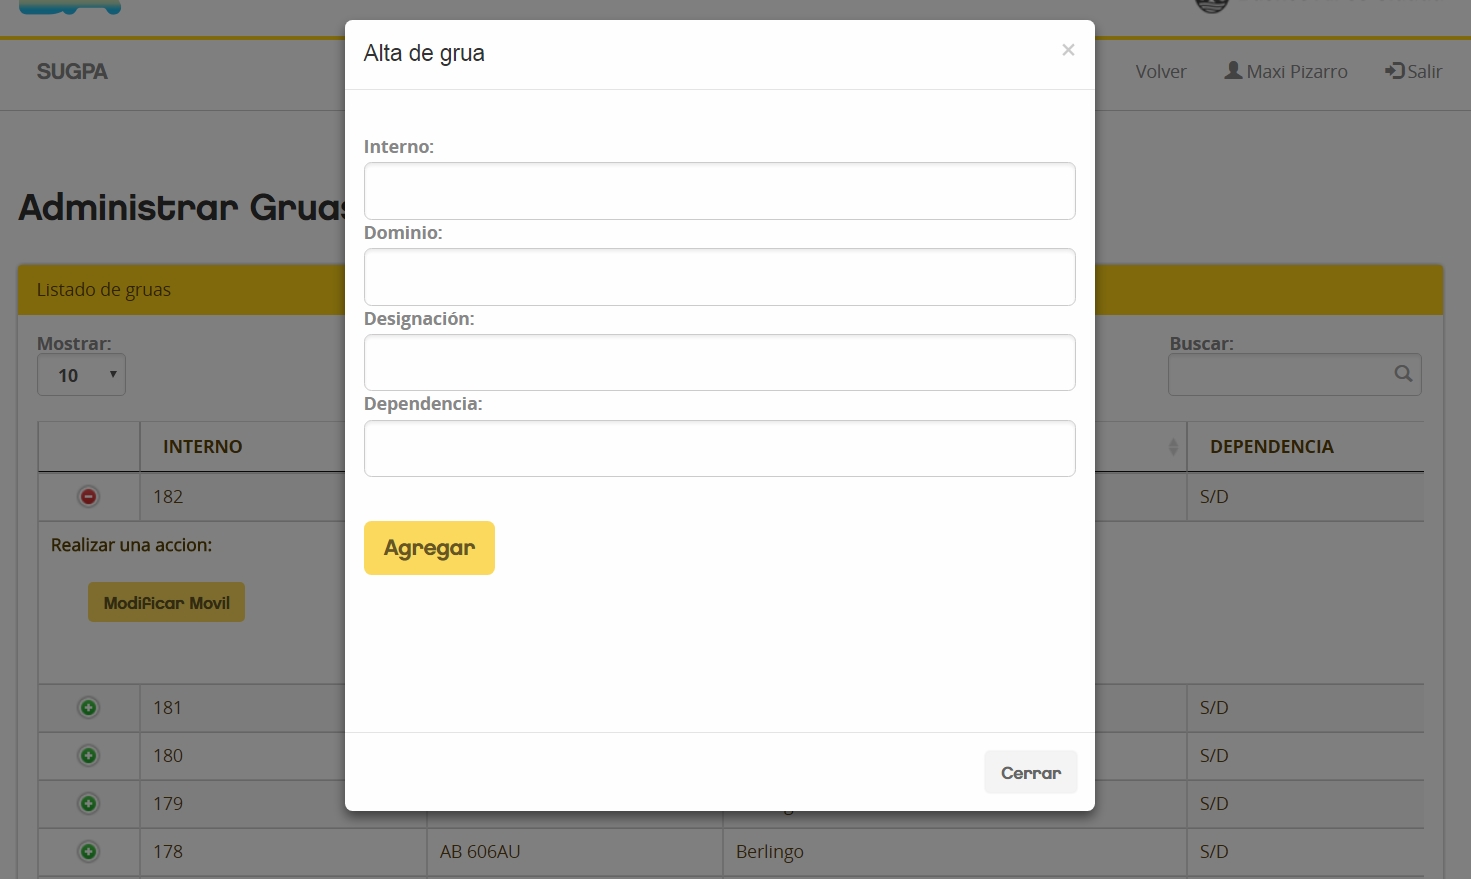 SUGPA
Volver
Maxi Pizarro
Salir
Administrar Gruas
Listado de gruas
Mostrar:
10
Buscar:
INTERNO
DEPENDENCIA
182
S/D
Realizar una accion:
Modificar Movil
181
S/D
180
S/D
179
S/D
178
AB 606AU
Berlingo
S/D
Alta de grua
×
Interno:
Dominio:
Designación:
Dependencia:
Agregar
Cerrar